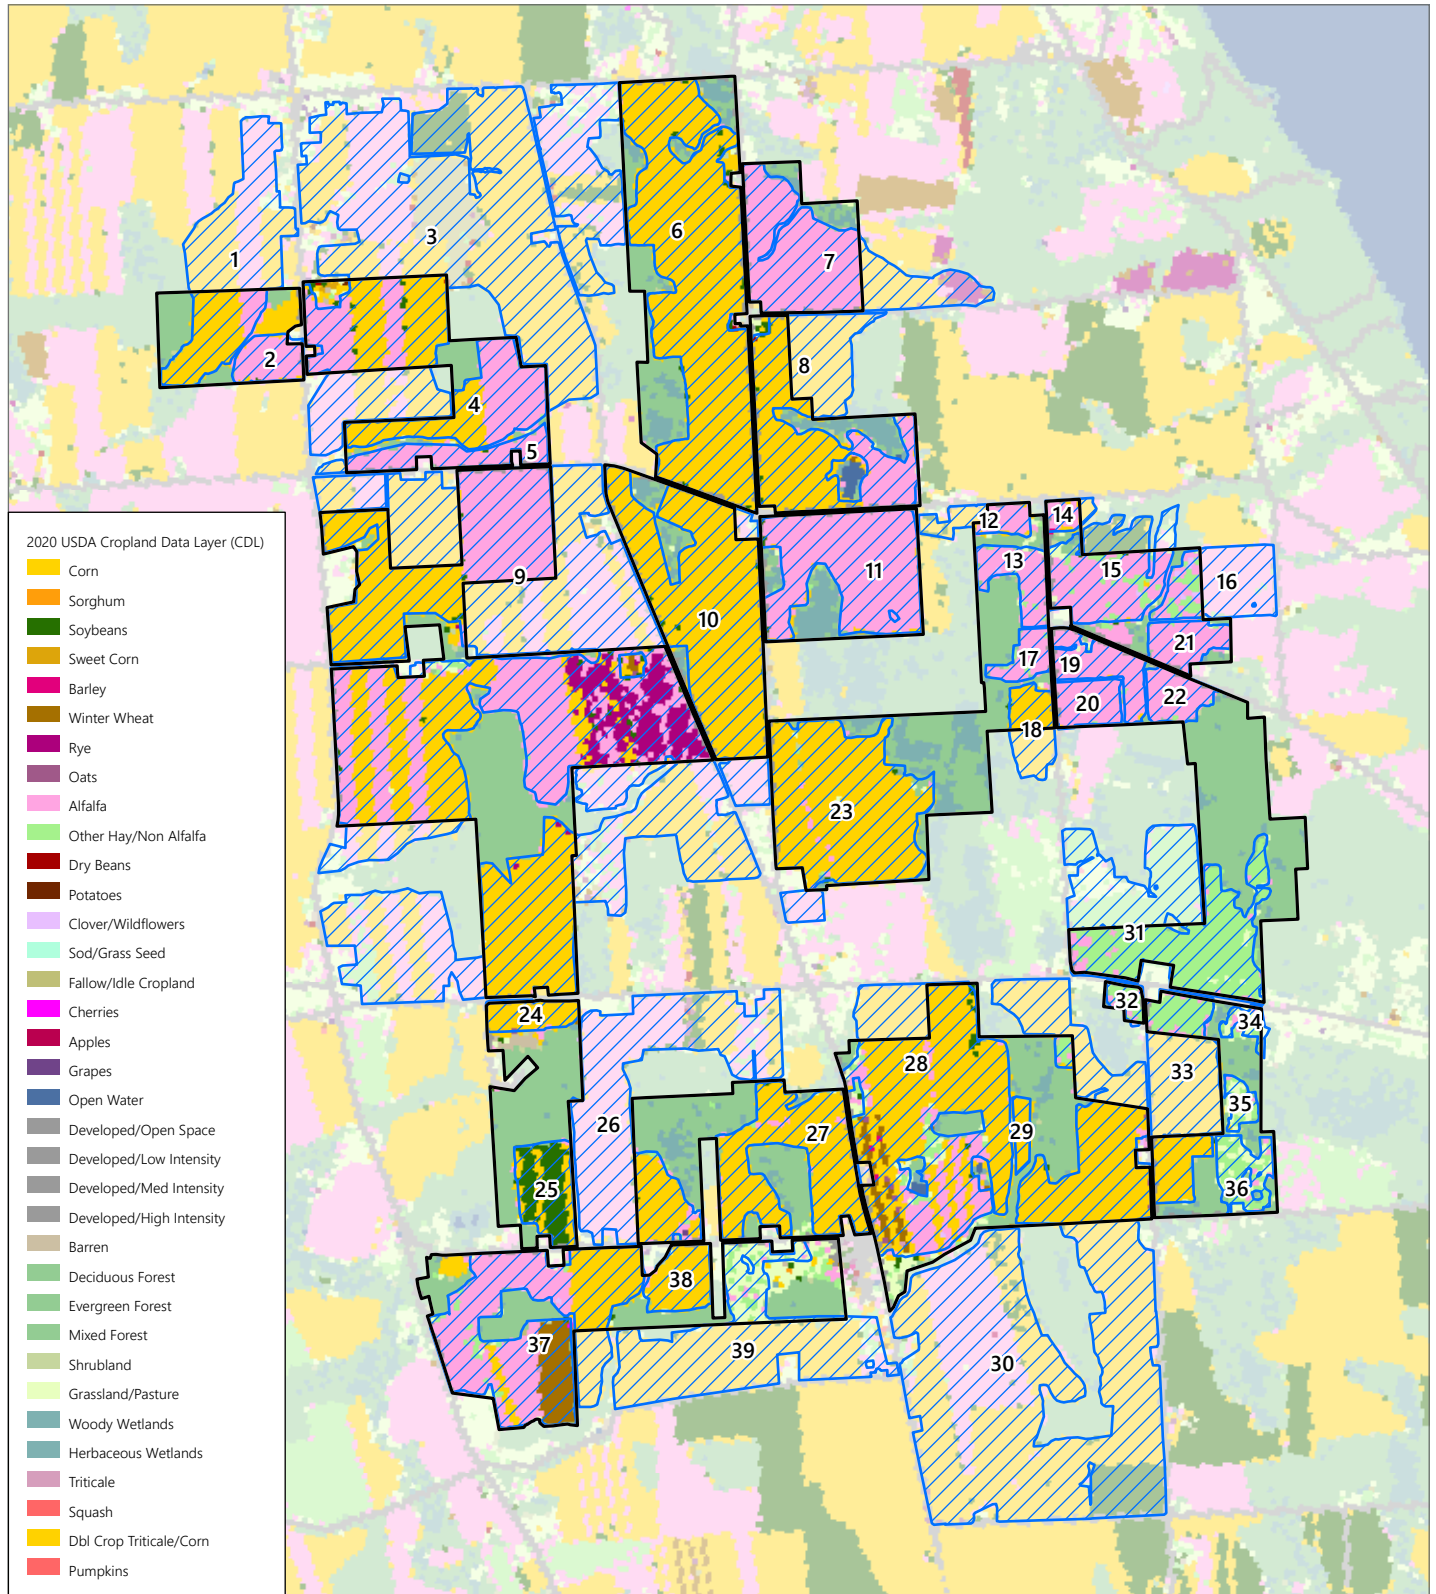 1
2
3
4
5
6
7
8
9
10
11
12
13
14
15
16
17
18
19
20
21
22
23
24
25
26
27
28
29
30
31
32
33
34
35
36
37
38
39
2020 USDA Cropland Data Layer (CDL)
Corn
Sorghum
Soybeans
Sweet Corn
Barley
Winter Wheat
Rye
Oats
Alfalfa
Other Hay/Non Alfalfa
Dry Beans
Potatoes
Clover/Wildflowers
Sod/Grass Seed
Fallow/Idle Cropland
Cherries
Apples
Grapes
Open Water
Developed/Open Space
Developed/Low Intensity
Developed/Med Intensity
Developed/High Intensity
Barren
Deciduous Forest
Evergreen Forest
Mixed Forest
Shrubland
Grassland/Pasture
Woody Wetlands
Herbaceous Wetlands
Triticale
Squash
Dbl Crop Triticale/Corn
Pumpkins